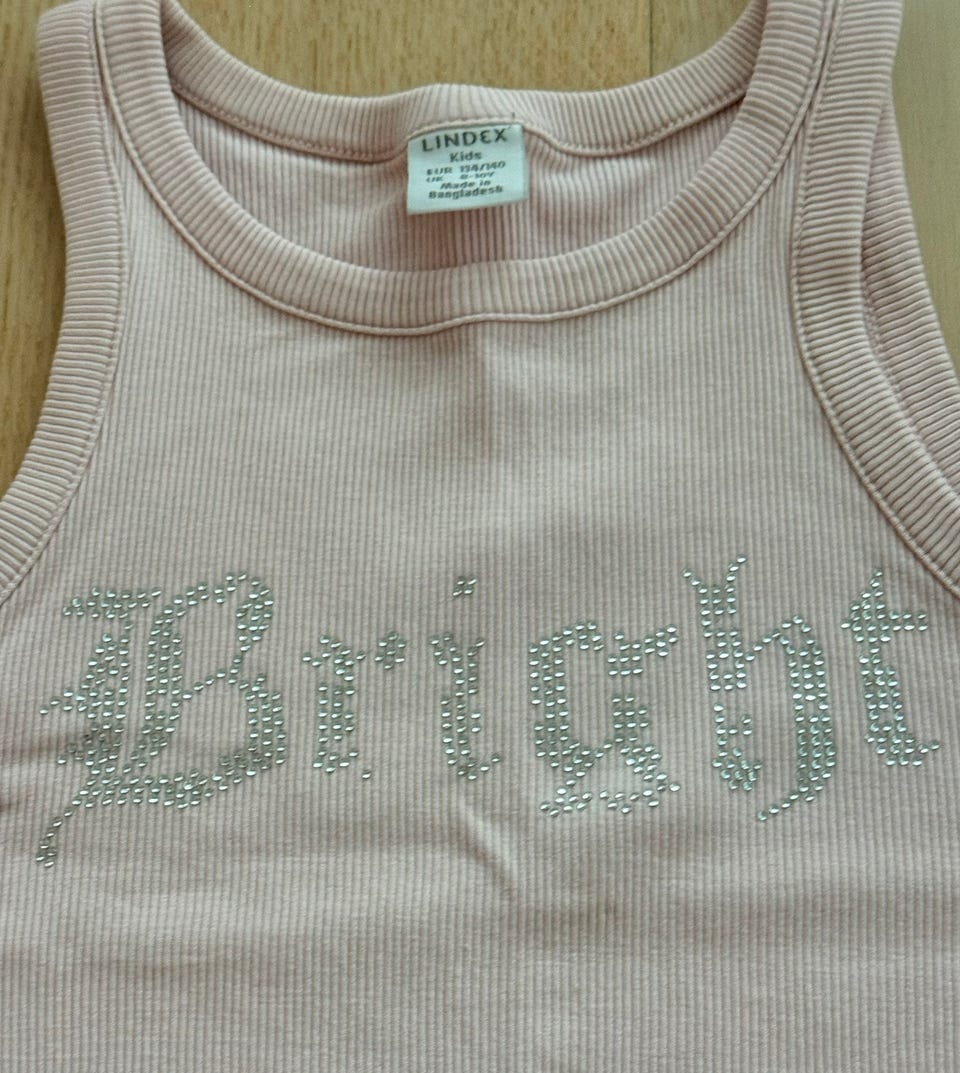 LINDEX
Kids
EUR 134/140
UK 8-10Y
Made in
Bangladesh
Bright